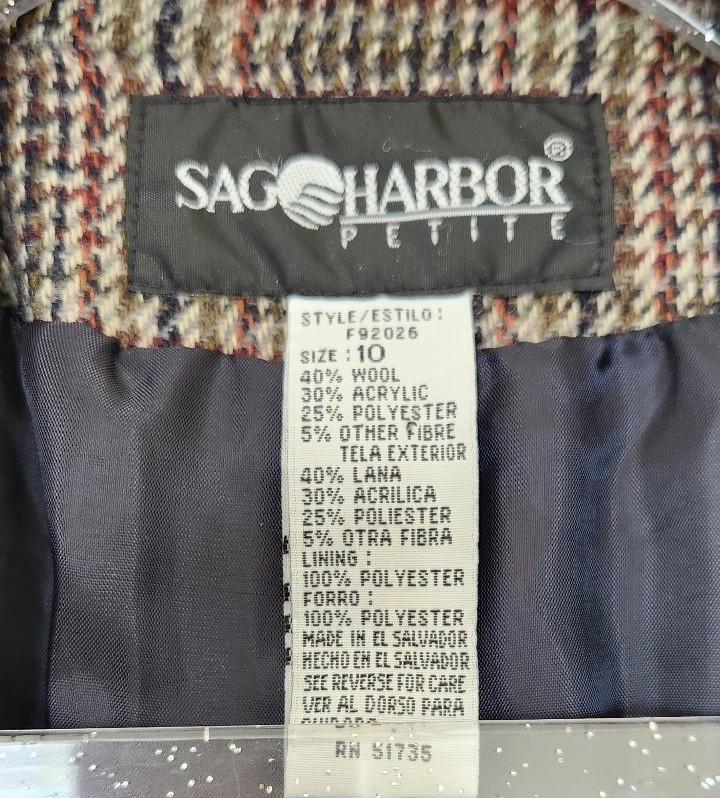 SAG HARBOR®
PETITE
STYLE/ESTILO:
F92026
SIZE : 10
40% WOOL
30% ACRYLIC
25% POLYESTER
5% OTHER FIBRE
TELA EXTERIOR
40% LANA
30% ACRILICA
25% POLIESTER
5% OTRA FIBRA
LINING :
100% POLYESTER
FORRO :
100% POLYESTER
MADE IN EL SALVADOR
HECHO EN EL SALVADOR
SEE REVERSE FOR CARE
VER AL DORSO PARA
RN 51735